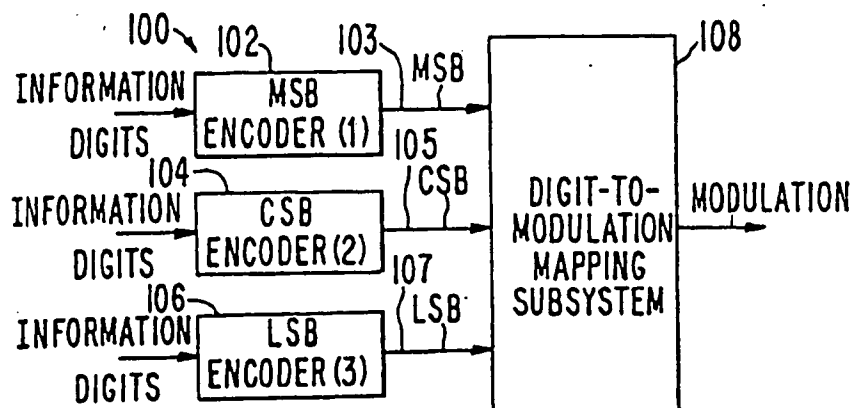 100
102
103
MSB
108
INFORMATION
DIGITS
MSB
ENCODER (1)
104
105
CSB
INFORMATION
DIGITS
CSB
ENCODER (2)
DIGIT-TO-
MODULATION
MAPPING
SUBSYSTEM
MODULATION
106
107
LSB
INFORMATION
DIGITS
LSB
ENCODER (3)